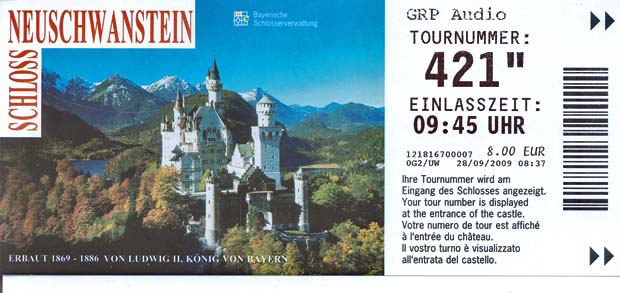 SCHLOSS
NEUSCHWANSTEIN
Bayerische
Schlösserverwaltung
ERBAUT 1869 - 1886 VON LUDWIG II, KÖNIG VON BAYERN
GRP Audio
TOURNUMMER:
421"
EINLASSZEIT:
09:45 UHR
121816700007 8.00 EUR
0G2/UW 28/09/2009 08:37
Ihre Tournummer wird am
Eingang des Schlosses angezeigt.
Your tour number is displayed
at the entrance of the castle.
Votre numero de tour est affiché
à l'entrée du château.
Il vostro turno è visualizzato
all'entrata del castello.